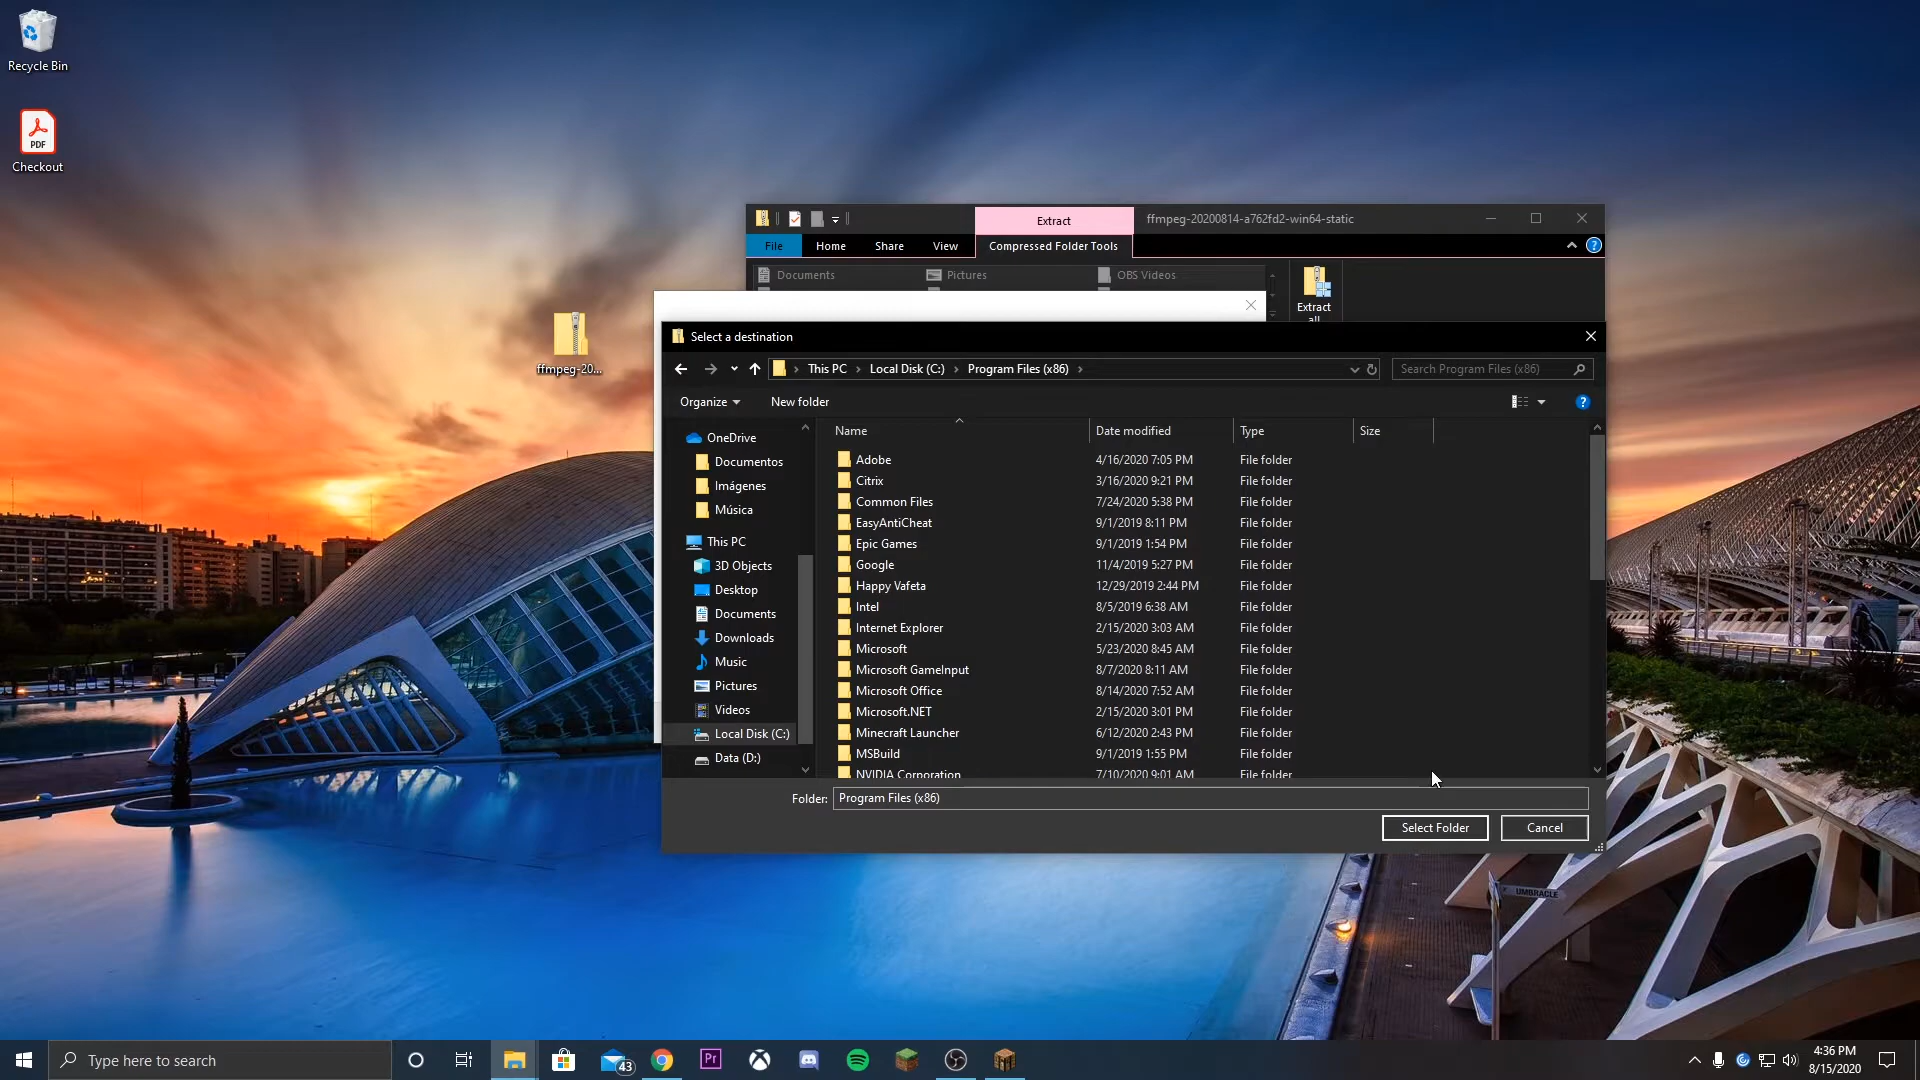 Recycle Bin
PDF
Checkout
ffmpeg-20...
Extract
ffmpeg-20200814-a762fd2-win64-static
File
Home
Share
View
Compressed Folder Tools
Documents
Pictures
OBS Videos
Extract
all
Select a destination
This PC
Local Disk (C:)
Program Files (x86)
Search Program Files (x86)
Organize
New folder
OneDrive
Documentos
Imágenes
Música
This PC
3D Objects
Desktop
Documents
Downloads
Music
Pictures
Videos
Local Disk (C:)
Data (D:)
Name Date modified Type Size
Adobe 4/16/2020 7:05 PM File folder
Citrix 3/16/2020 9:21 PM File folder
Common Files 7/24/2020 5:38 PM File folder
EasyAntiCheat 9/1/2019 8:11 PM File folder
Epic Games 9/1/2019 1:54 PM File folder
Google 11/4/2019 5:27 PM File folder
Happy Vafeta 12/29/2019 2:44 PM File folder
Intel 8/5/2019 6:38 AM File folder
Internet Explorer 2/15/2020 3:03 AM File folder
Microsoft 5/23/2020 8:45 AM File folder
Microsoft GameInput 8/7/2020 8:11 AM File folder
Microsoft Office 8/14/2020 7:52 AM File folder
Microsoft.NET 2/15/2020 3:01 PM File folder
Minecraft Launcher 6/12/2020 2:43 PM File folder
MSBuild 9/1/2019 1:55 PM File folder
NVIDIA Corporation 7/10/2020 9:01 AM File folder
Folder: Program Files (x86)
Select Folder
Cancel
UMBRACLE
Type here to search
43
Pr
4:36 PM
8/15/2020